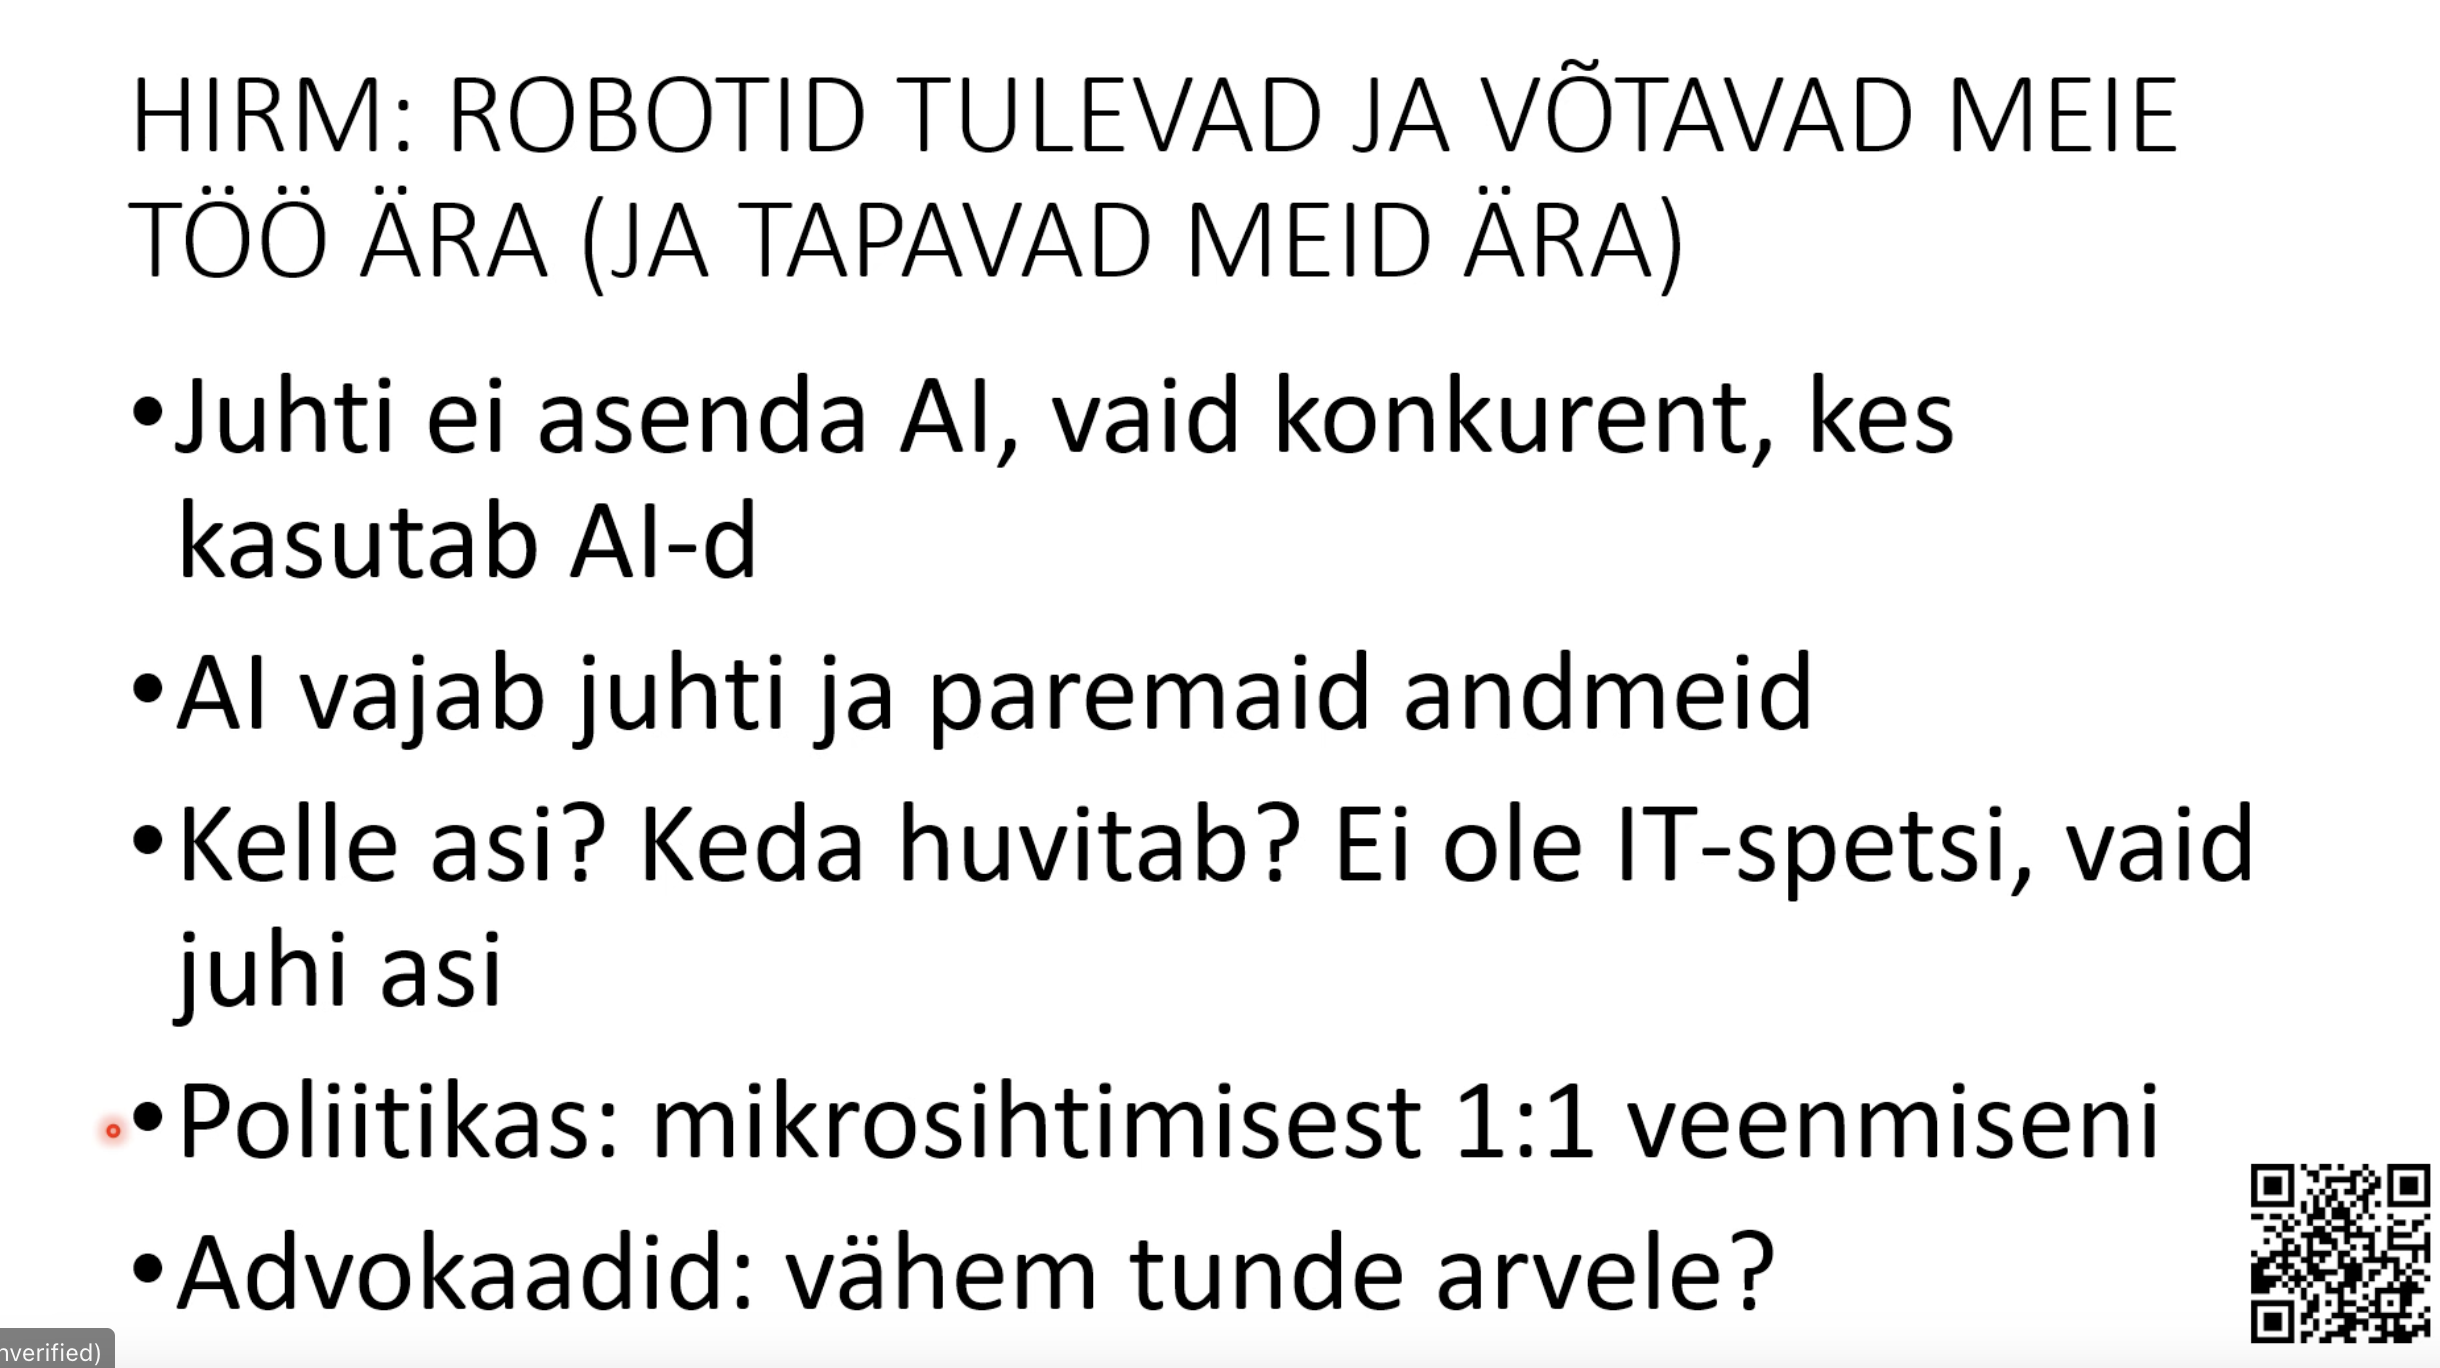 HIRM: ROBOTID TULEVAD JA VÕTAVAD MEIE
TÖÖ ÄRA (JA TAPAVAD MEID ÄRA)
•Juhti ei asenda AI, vaid konkurent, kes
kasutab AI-d
•AI vajab juhti ja paremaid andmeid
•Kelle asi? Keda huvitab? Ei ole IT-spetsi, vaid
juhi asi
•Poliitikas: mikrosihtimisest 1:1 veenmiseni
•Advokaadid: vähem tunde arvele?
nverified)